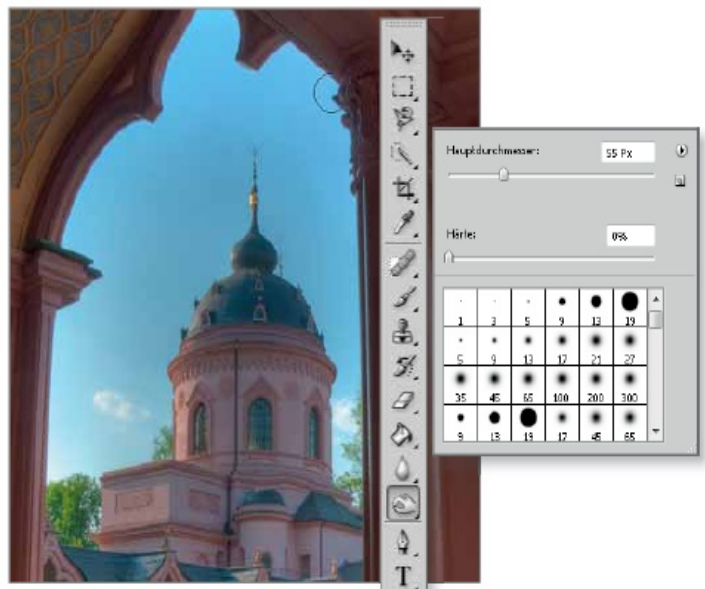 Hauptdurchmesser: 55 Px
Härte: 0%
1 3 5 9 13 19
5 9 13 17 21 27
35 45 65 100 200 300
9 13 19 17 45 65
T